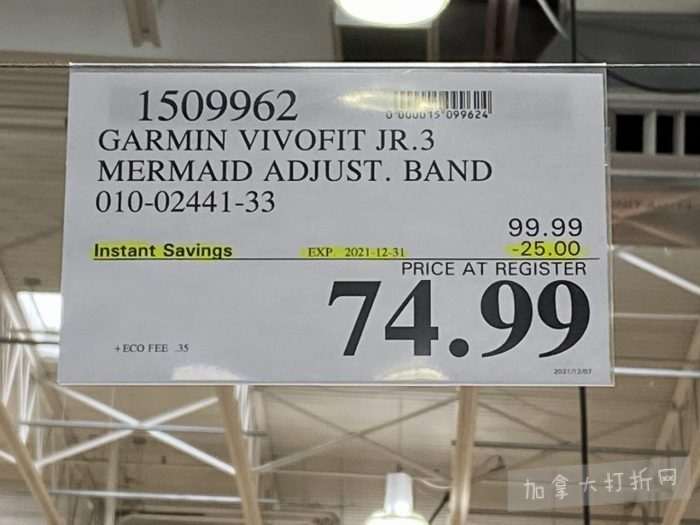 1509962
0 000015 099624
GARMIN VIVOFIT JR.3
MERMAID ADJUST. BAND
010-02441-33
99.99
Instant Savings EXP 2021-12-31 -25.00
PRICE AT REGISTER
74.99
+ECO FEE .35
2021/12/07
加拿大打折网